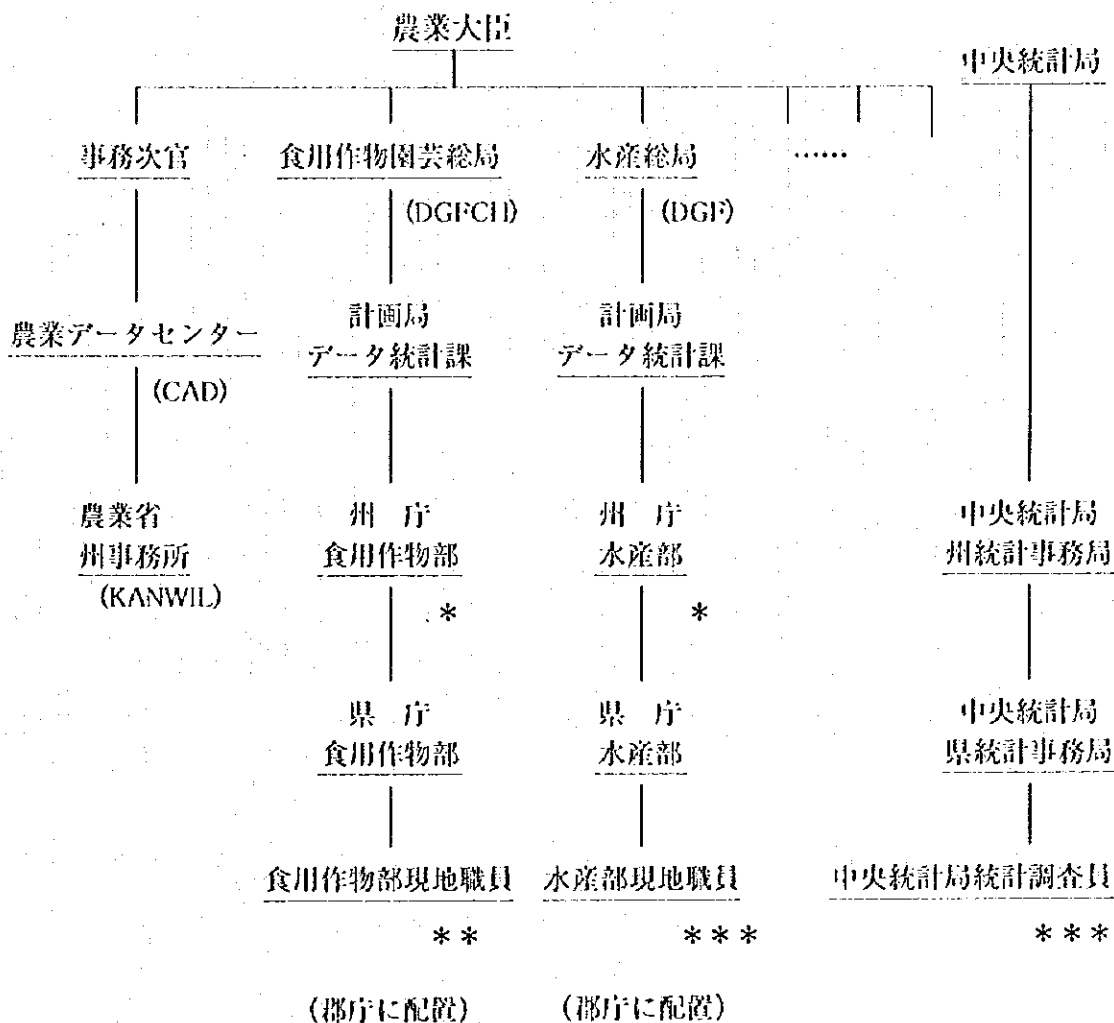 農業大臣
中央統計局
事務次官 食用作物園芸総局 水産総局 ……
(DGFCH) (DGF)
農業データセンター 計画局 計画局
データ統計課 データ統計課
(CAD)
農業省 州 庁 州 庁 中央統計局
州事務所 食用作物部 水産部 州統計事務局
(KANWIL) * *
県 庁 県 庁 中央統計局
食用作物部 水産部 県統計事務局
食用作物部現地職員 水産部現地職員 中央統計局統計調査員
** *** ***
(郡庁に配置) (郡庁に配置)